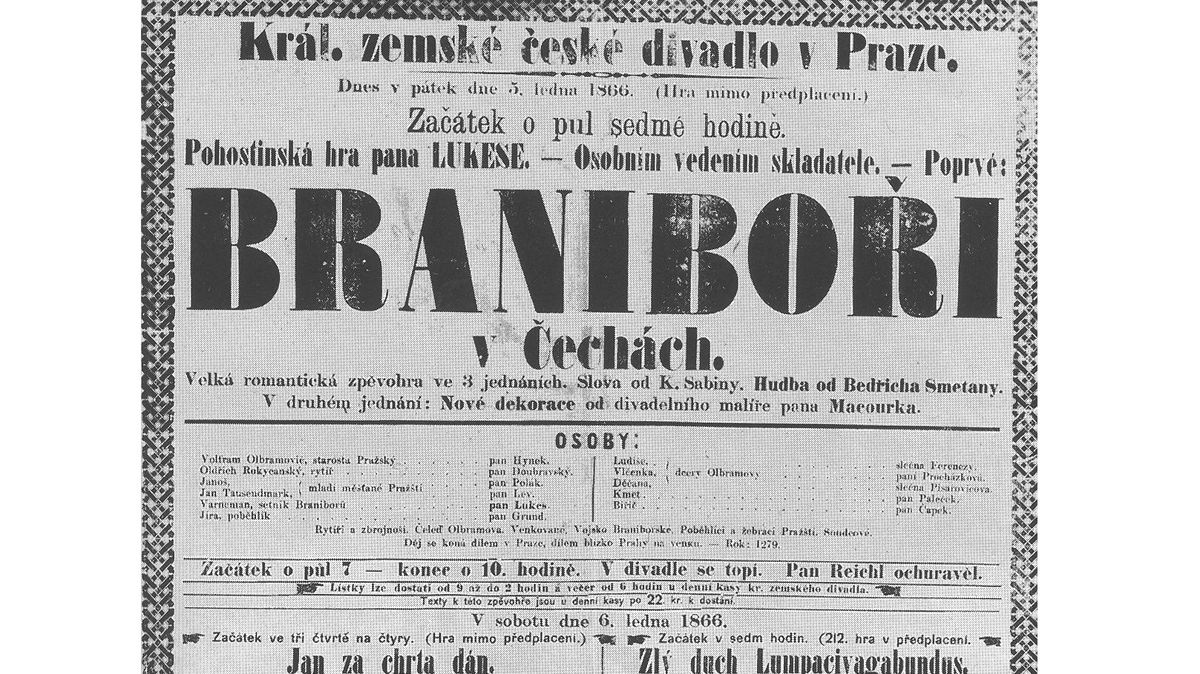 Král. zemské české divadlo v Praze.
Dnes v pátek dne 5. ledna 1866. (Hra mimo předplacení.)
Začátek o půl sedmé hodině.
Pohostinská hra pana LUKESE. — Osobním vedením skladatele. — Poprvé:
BRANIBOŘI
v Čechách.
Velká romantická zpěvohra ve 3 jednáních. Slova od K. Sabiny. Hudba od Bedřicha Smetany.
V druhém jednání: Nové dekorace od divadelního malíře pana Macourka.
OSOBY:
Volfram Olbramovic, starosta Pražský . . . pan Hynek.
Oldřich Rokycanský, rytíř . . . pan Doubravský.
Janoš, . . . pan Polák.
Jan Tausendmark, } mladí měšťané Pražští . . . pan Lev.
Varneman, setník Braniborů . . . pan Lukes.
Jíra, poběhlík . . . pan Grund.
Ludiše, . . . slečna Ferenczy.
Vlčenka, } dcery Olbramovy . . . paní Procházkova.
Děčana, . . . slečna Pisařovicova.
Kmet . . . pan Paleček.
Biřic . . . pan Čapek.
Rytíři a zbrojnoši. Čeleď Olbramova. Venkované. Vojsko Braniborské. Poběhlíci a žebráci Pražští. Soudcové.
Děj se koná dílem v Praze, dílem blízko Prahy na venku. — Rok: 1279.
Začátek o půl 7 — konec o 10. hodině. V divadle se topí. Pan Reichl ochuravěl.
Lístky lze dostati od 9 až do 2 hodin a večer od 6 hodin u denní kasy kr. zemského divadla.
Texty k této zpěvohře jsou u denní kasy po 22. kr. k dostání.
V sobotu dne 6. ledna 1866.
Začátek ve tři čtvrtě na čtyry. (Hra mimo předplacení.)
Jan za chrta dán.
Začátek v sedm hodin. (212. hra v předplacení.
Zlý duch Lumpacivagabundus.